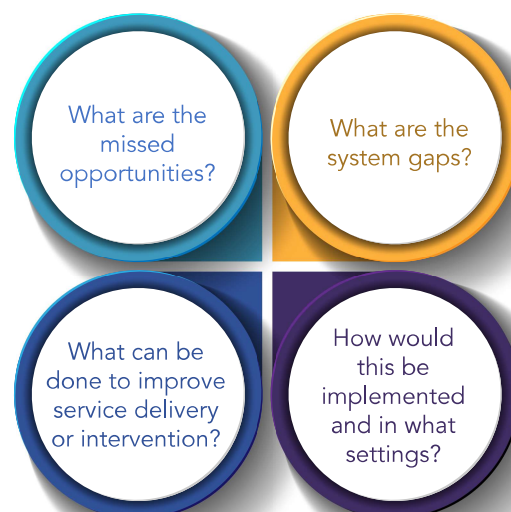 What are the
missed
opportunities?
What are the
system gaps?
What can be
done to improve
service delivery
or intervention?
How would
this be
implemented
and in what
settings?